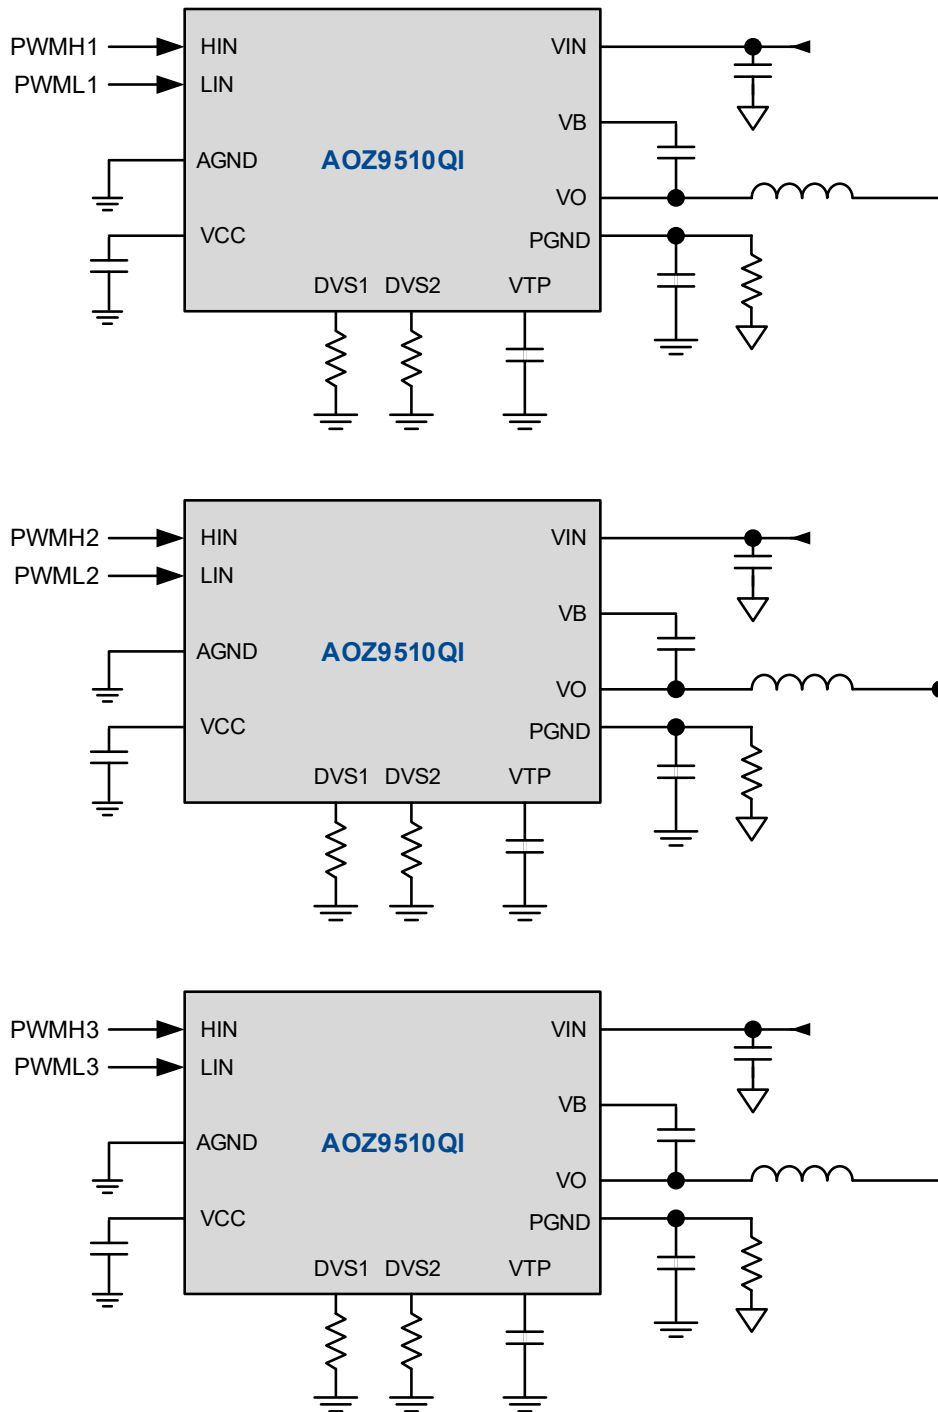 PWMH1 HIN VIN
PWML1 LIN
VB
AGND AOZ9510QI
VO
VCC PGND
DVS1 DVS2 VTP
PWMH2 HIN VIN
PWML2 LIN
VB
AGND AOZ9510QI
VO
VCC PGND
DVS1 DVS2 VTP
PWMH3 HIN VIN
PWML3 LIN
VB
AGND AOZ9510QI
VO
VCC PGND
DVS1 DVS2 VTP